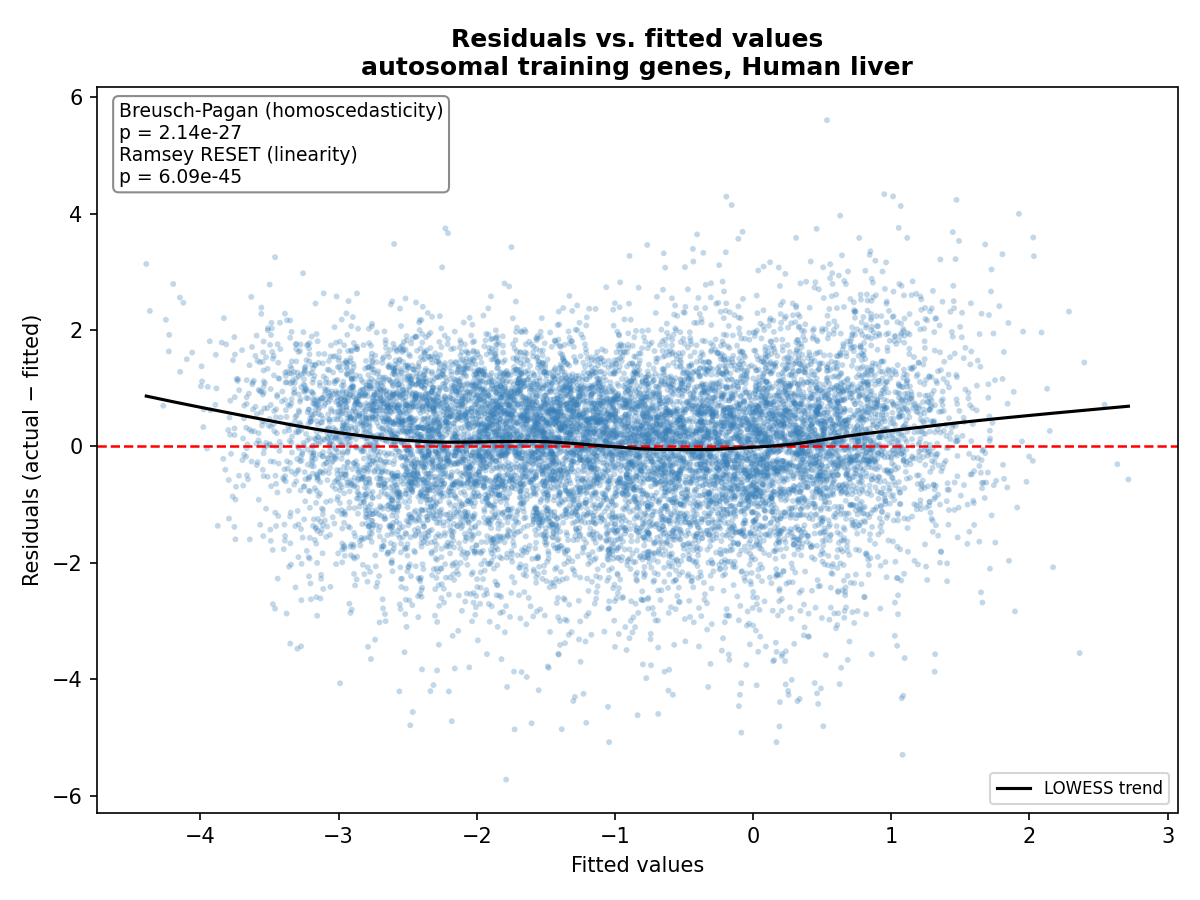 Residuals vs. fitted values
autosomal training genes, Human liver
Breusch-Pagan (homoscedasticity)
p = 2.14e-27
Ramsey RESET (linearity)
p = 6.09e-45
6
4
2
0
−2
−4
−6
Residuals (actual − fitted)
LOWESS trend
−4
−3
−2
−1
0
1
2
3
Fitted values